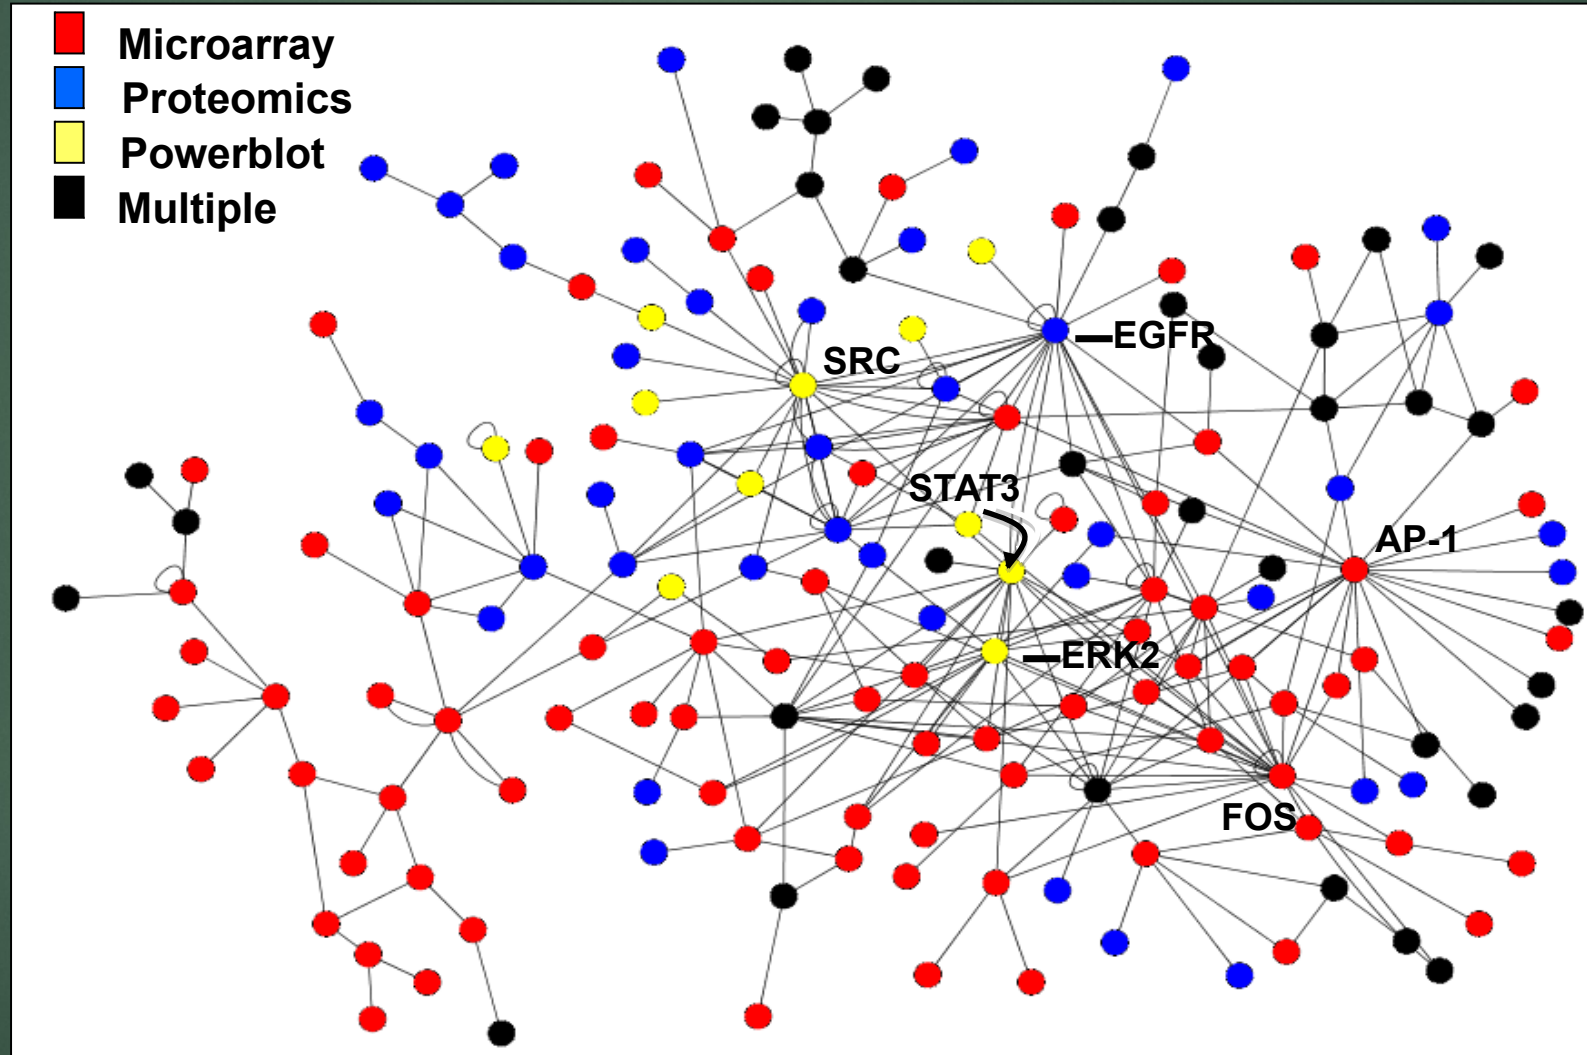 Microarray
Proteomics
Powerblot
Multiple
EGFR
SRC
STAT3
AP-1
ERK2
FOS